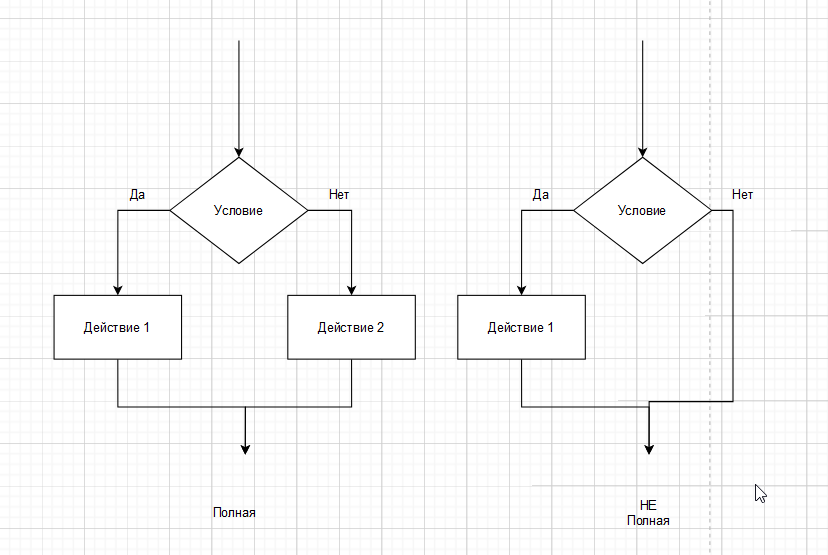 Да
Нет
Условие
Действие 1
Действие 2
Полная
Да
Нет
Условие
Действие 1
НЕ
Полная